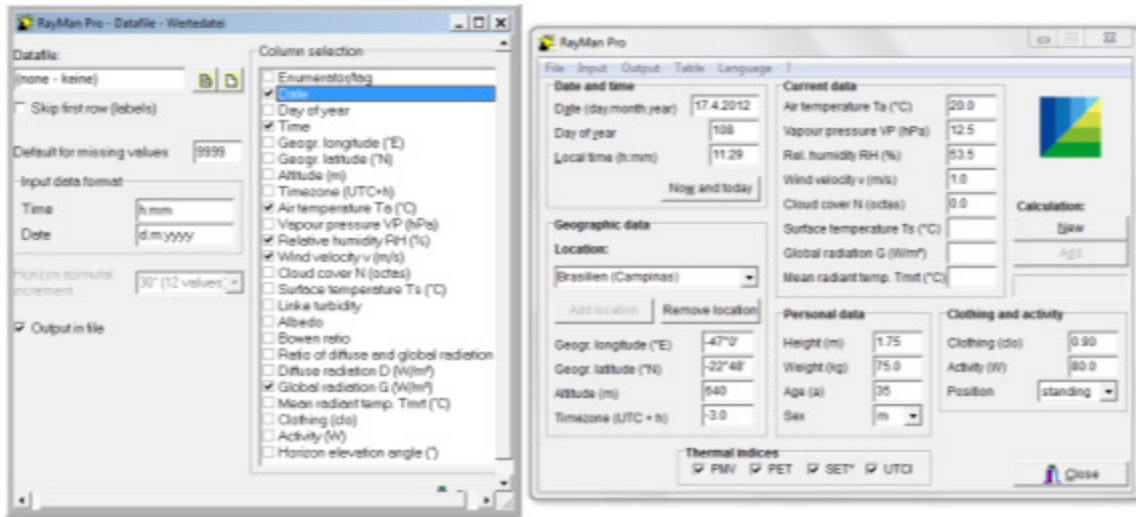 RayMan Pro - Datafile - Wertedatei
Datafile:
(none - keine)
Skip first row (labels)
Default for missing values 9999
Input data format
Time h.mm
Date d.m.yyyy
Horizon azimutal increment
30° (12 values)
Output in file
Column selection
Enumerator/tag
Date
Day of year
Time
Geogr. longitude (°E)
Geogr. latitude (°N)
Altitude (m)
Timezone (UTC+h)
Air temperature Ta (°C)
Vapour pressure VP (hPa)
Relative humidity RH (%)
Wind velocity v (m/s)
Cloud cover N (octas)
Surface temperature Ts (°C)
Linke turbidity
Albedo
Bowen ratio
Ratio of diffuse and global radiation
Diffuse radiation D (W/m²)
Global radiation G (W/m²)
Mean radiant temp. Tmrt (°C)
Clothing (clo)
Activity (W)
Horizon elevation angle (°)
RayMan Pro
File Input Output Table Language ?
Date and time
Date (day.month.year) 17.4.2012
Day of year 108
Local time (h:mm) 11.29
Now and today
Geographic data
Location:
Brasilien (Campinas)
Add location Remove location
Geogr. longitude (°E) -47°0'
Geogr. latitude (°N) -22°48'
Altitude (m) 640
Timezone (UTC + h) -3.0
Current data
Air temperature Ta (°C) 20.0
Vapour pressure VP (hPa) 12.5
Rel. humidity RH (%) 53.5
Wind velocity v (m/s) 1.0
Cloud cover N (octas) 0.0
Surface temperature Ts (°C)
Global radiation G (W/m²)
Mean radiant temp. Tmrt (°C)
Calculation:
New
Add
Personal data
Height (m) 1.75
Weight (kg) 75.0
Age (a) 35
Sex m
Clothing and activity
Clothing (clo) 0.90
Activity (W) 80.0
Position standing
Thermal indices
PMV PET SET* UTCI
Close